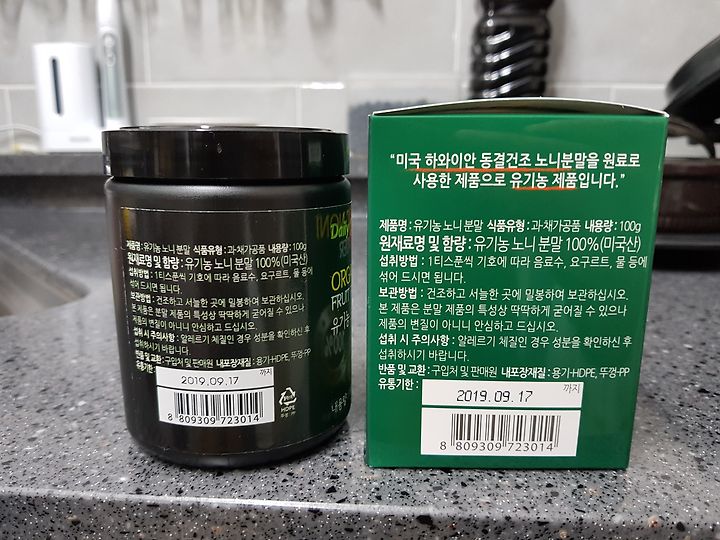 Daily
ORG
FRUIT
유기농
제품명 : 유기농 노니 분말 식품유형 : 과·채가공품 내용량 : 100g
원재료명 및 함량 : 유기농 노니 분말 100% (미국산)
섭취방법 : 1티스푼씩 기호에 따라 음료수, 요구르트, 물 등에
섞어 드시면 됩니다.
보관방법 : 건조하고 서늘한 곳에 밀봉하여 보관하십시오.
본 제품은 분말 제품의 특성상 딱딱하게 굳어질 수 있으나
제품의 변질이 아니니 안심하고 드십시오.
섭취 시 주의사항 : 알레르기 체질인 경우 성분을 확인하신 후
섭취하시기 바랍니다.
반품 및 교환 : 구입처 및 판매원 내포장재질 : 용기-HDPE, 뚜껑-PP
2019.09.17
까지
HDPE
8 809309 723014
"미국 하와이안 동결건조 노니분말을 원료로
사용한 제품으로 유기농 제품입니다."
제품명 : 유기농 노니 분말 식품유형 : 과·채가공품 내용량 : 100g
원재료명 및 함량 : 유기농 노니 분말 100% (미국산)
섭취방법 : 1티스푼씩 기호에 따라 음료수, 요구르트, 물 등에
섞어 드시면 됩니다.
보관방법 : 건조하고 서늘한 곳에 밀봉하여 보관하십시오.
본 제품은 분말 제품의 특성상 딱딱하게 굳어질 수 있으나
제품의 변질이 아니니 안심하고 드십시오.
섭취 시 주의사항 : 알레르기 체질인 경우 성분을 확인하신 후
섭취하시기 바랍니다.
반품 및 교환 : 구입처 및 판매원 내포장재질 : 용기-HDPE, 뚜껑-PP
유통기한 :
2019.09.17
까지
8 809309 723014